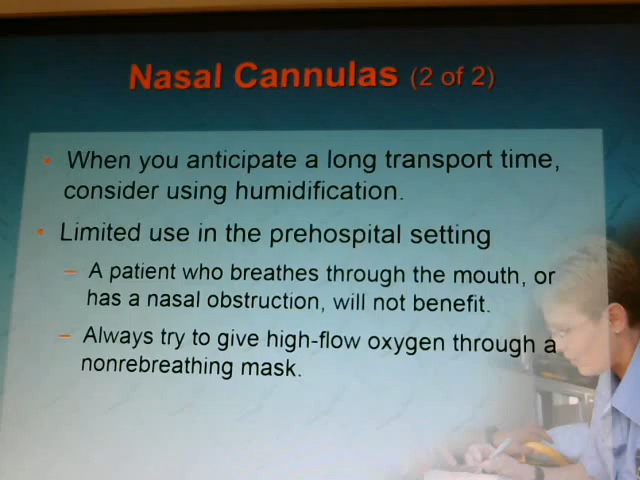 Nasal Cannulas (2 of 2)
• When you anticipate a long transport time,
consider using humidification.
• Limited use in the prehospital setting
– A patient who breathes through the mouth, or
has a nasal obstruction, will not benefit.
– Always try to give high-flow oxygen through a
nonrebreathing mask.